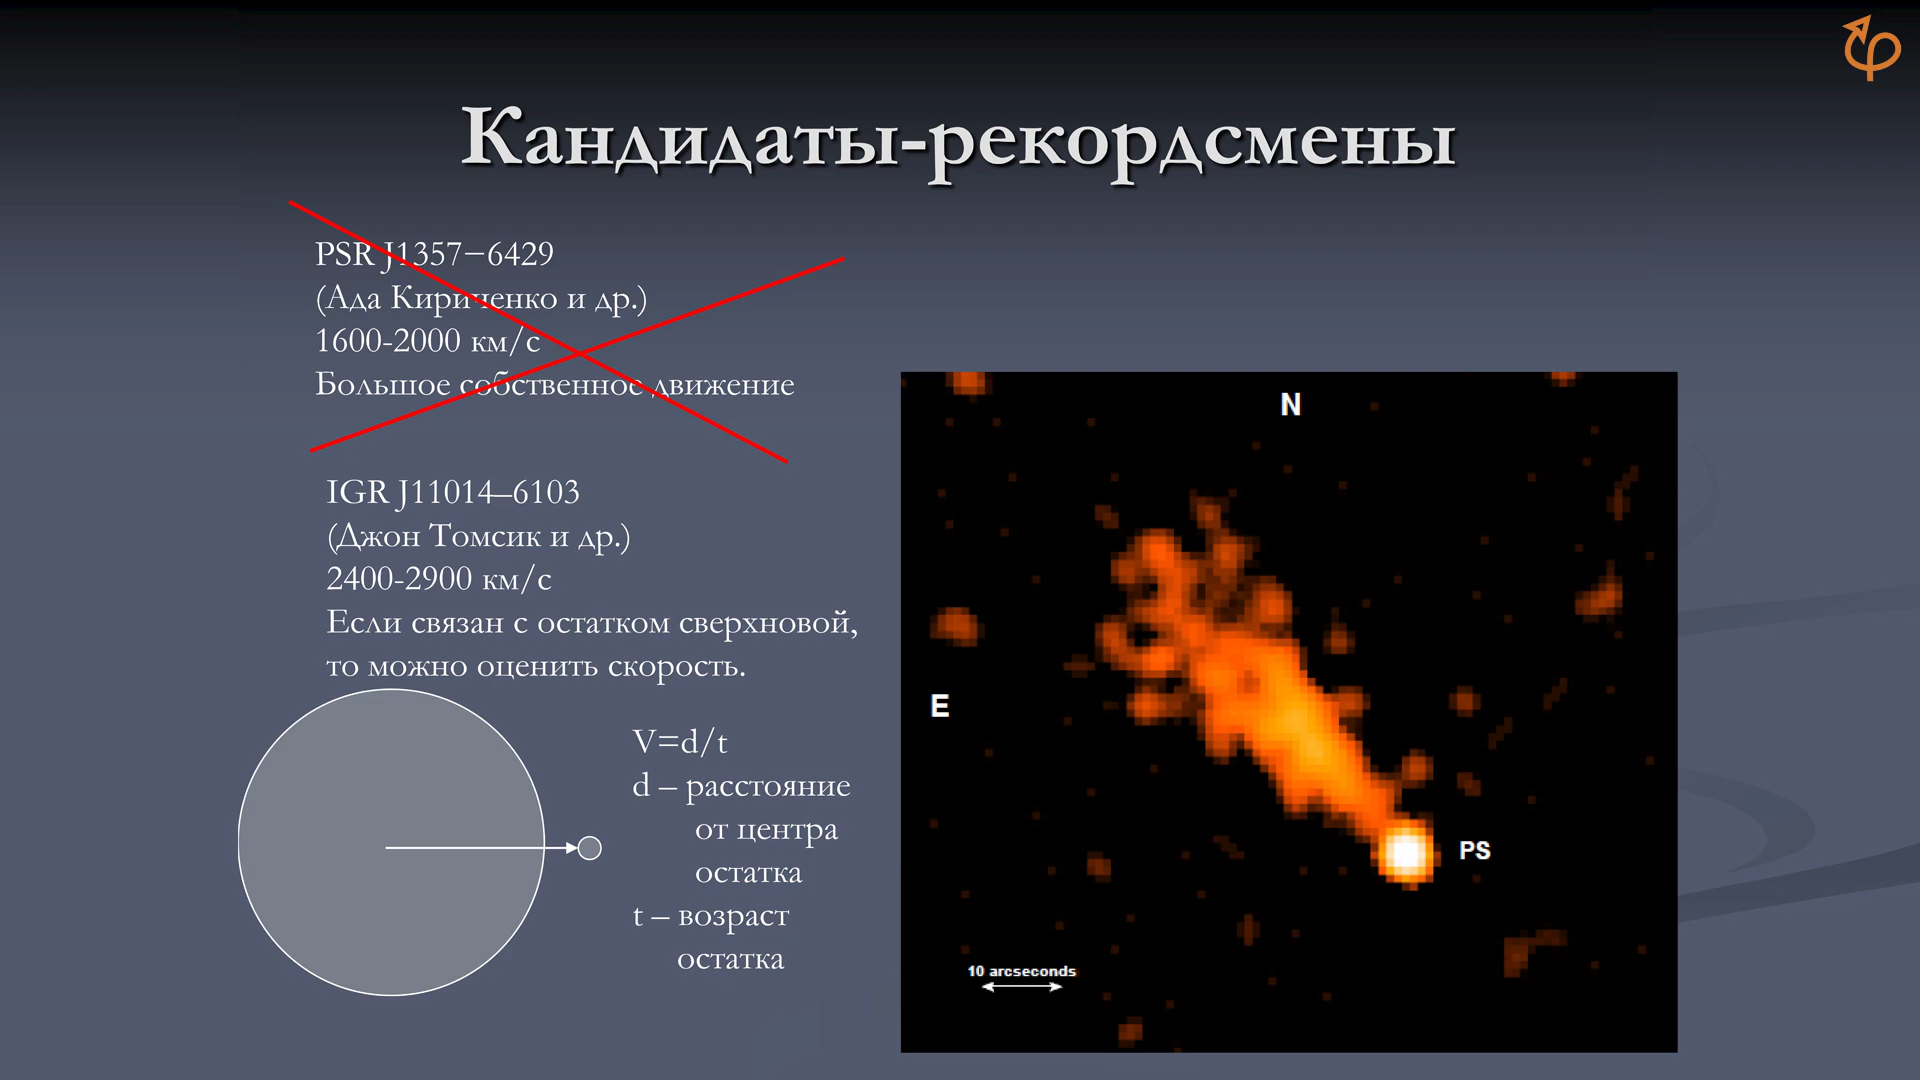 Кандидаты-рекордсмены
PSR J1357−6429
(Ада Кириченко и др.)
1600-2000 км/с
Большое собственное движение
IGR J11014–6103
(Джон Томсик и др.)
2400-2900 км/с
Если связан с остатком сверхновой,
то можно оценить скорость.
V=d/t
d – расстояние
от центра
остатка
t – возраст
остатка
N
E
PS
10 arcseconds